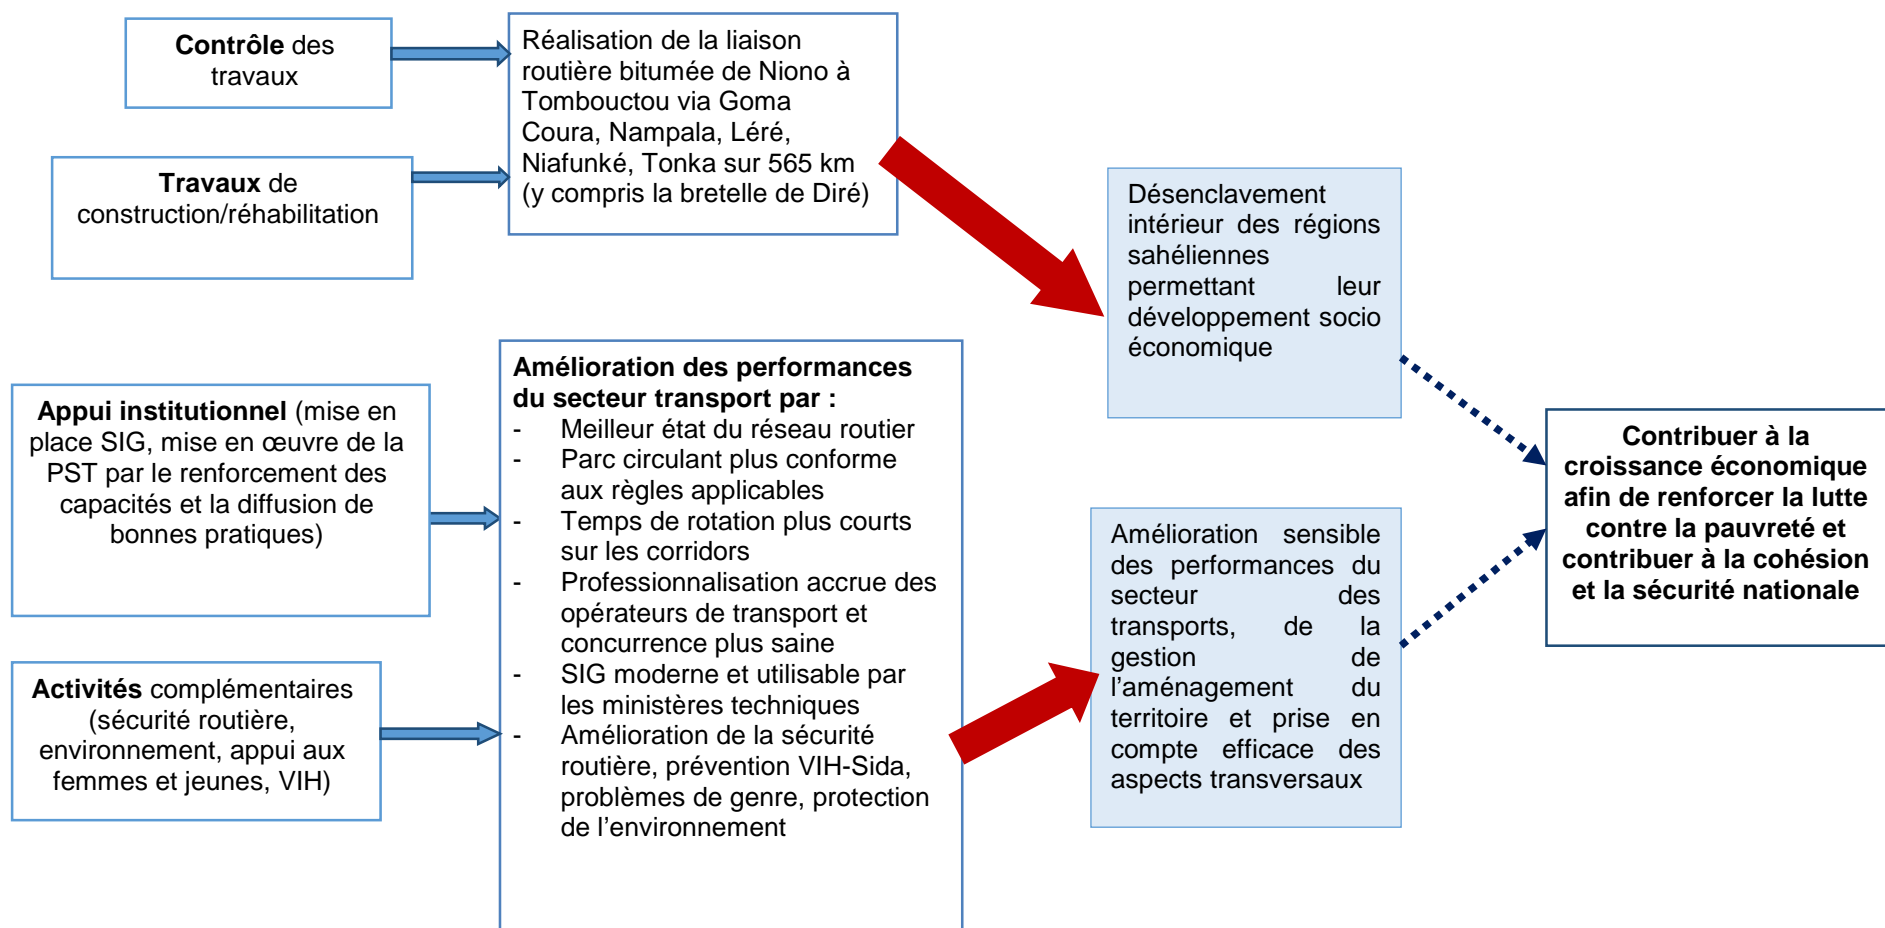 Contrôle des
travaux
Réalisation de la liaison
routière bitumée de Niono à
Tombouctou via Goma
Coura, Nampala, Léré,
Niafunké, Tonka sur 565 km
(y compris la bretelle de Diré)
Travaux de
construction/réhabilitation
Désenclavement
intérieur des régions
sahéliennes
permettant leur
développement socio
économique
Appui institutionnel (mise en
place SIG, mise en œuvre de la
PST par le renforcement des
capacités et la diffusion de
bonnes pratiques)
Amélioration des performances
du secteur transport par :
- Meilleur état du réseau routier
- Parc circulant plus conforme
aux règles applicables
- Temps de rotation plus courts
sur les corridors
- Professionnalisation accrue des
opérateurs de transport et
concurrence plus saine
- SIG moderne et utilisable par
les ministères techniques
- Amélioration de la sécurité
routière, prévention VIH-Sida,
problèmes de genre, protection
de l’environnement
Activités complémentaires
(sécurité routière,
environnement, appui aux
femmes et jeunes, VIH)
Amélioration sensible
des performances du
secteur des
transports, de la
gestion de
l’aménagement du
territoire et prise en
compte efficace des
aspects transversaux
Contribuer à la
croissance économique
afin de renforcer la lutte
contre la pauvreté et
contribuer à la cohésion
et la sécurité nationale